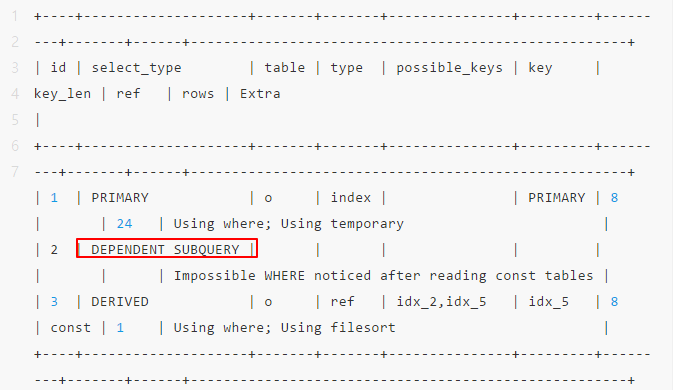 1 +----+--------------------+-------+-------+---------------+---------+------
2 ---+-------+------+-----------------------------------------------------+
3 | id | select_type        | table | type  | possible_keys | key     |
4 key_len | ref   | rows | Extra
5 |
6 +----+--------------------+-------+-------+---------------+---------+------
7 ---+-------+------+-----------------------------------------------------+
| 1  | PRIMARY            | o     | index |               | PRIMARY | 8
|       | 24   | Using where; Using temporary                        |
| 2  | DEPENDENT SUBQUERY |       |       |               |         |
|       |      | Impossible WHERE noticed after reading const tables |
| 3  | DERIVED            | o     | ref   | idx_2,idx_5   | idx_5   | 8
| const | 1    | Using where; Using filesort                         |
+----+--------------------+-------+-------+---------------+---------+------
---+-------+------+-----------------------------------------------------+